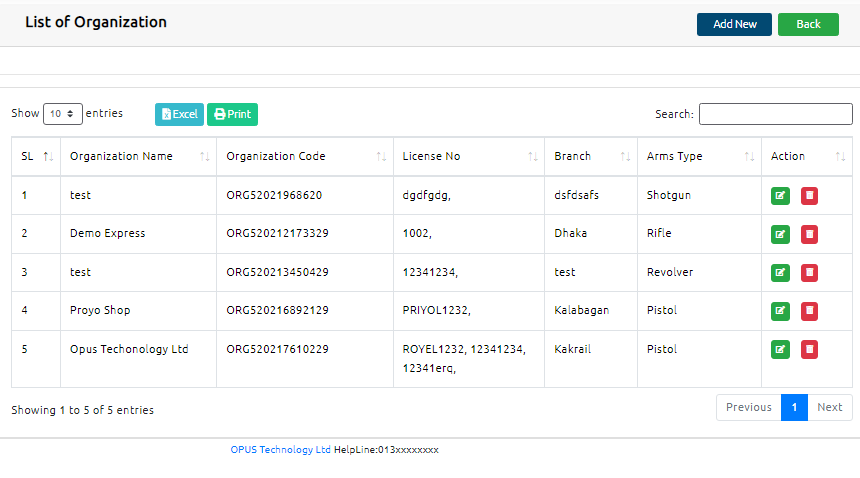 List of Organization
Add New Back
Show 10 entries Excel Print Search:
SL Organization Name Organization Code License No Branch Arms Type Action
1 test ORG52021968620 dgdfgdg, dsfdsafs Shotgun
2 Demo Express ORG520212173329 1002, Dhaka Rifle
3 test ORG520213450429 12341234, test Revolver
4 Proyo Shop ORG520216892129 PRIYOL1232, Kalabagan Pistol
5 Opus Techonology Ltd ORG520217610229 ROYEL1232, 12341234, Kakrail Pistol
12341erq,
Showing 1 to 5 of 5 entries Previous 1 Next
OPUS Technology Ltd HelpLine:013xxxxxxxx